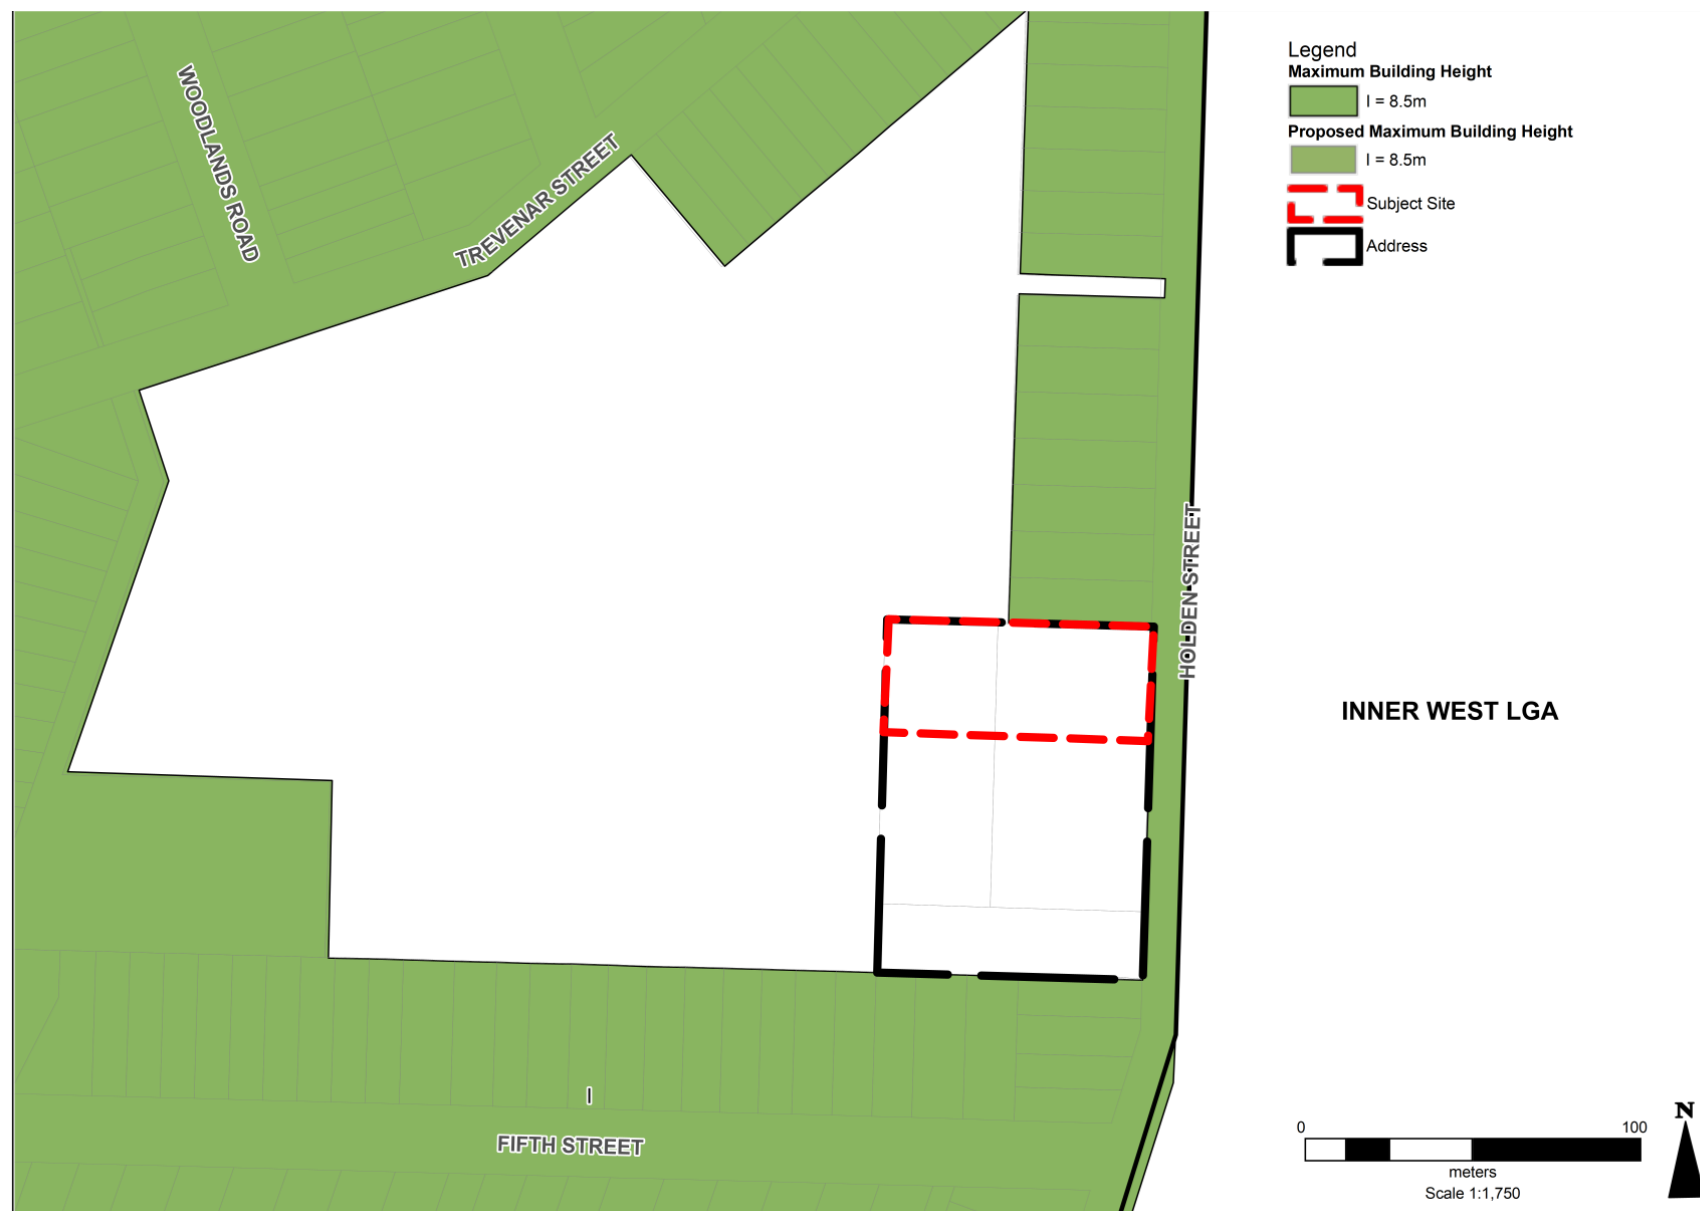 Legend
Maximum Building Height
I = 8.5m
Proposed Maximum Building Height
I = 8.5m
Subject Site
Address
WOODLANDS ROAD
TREVENAR STREET
HOLDEN STREET
INNER WEST LGA
I
FIFTH STREET
N
0 100
meters
Scale 1:1,750